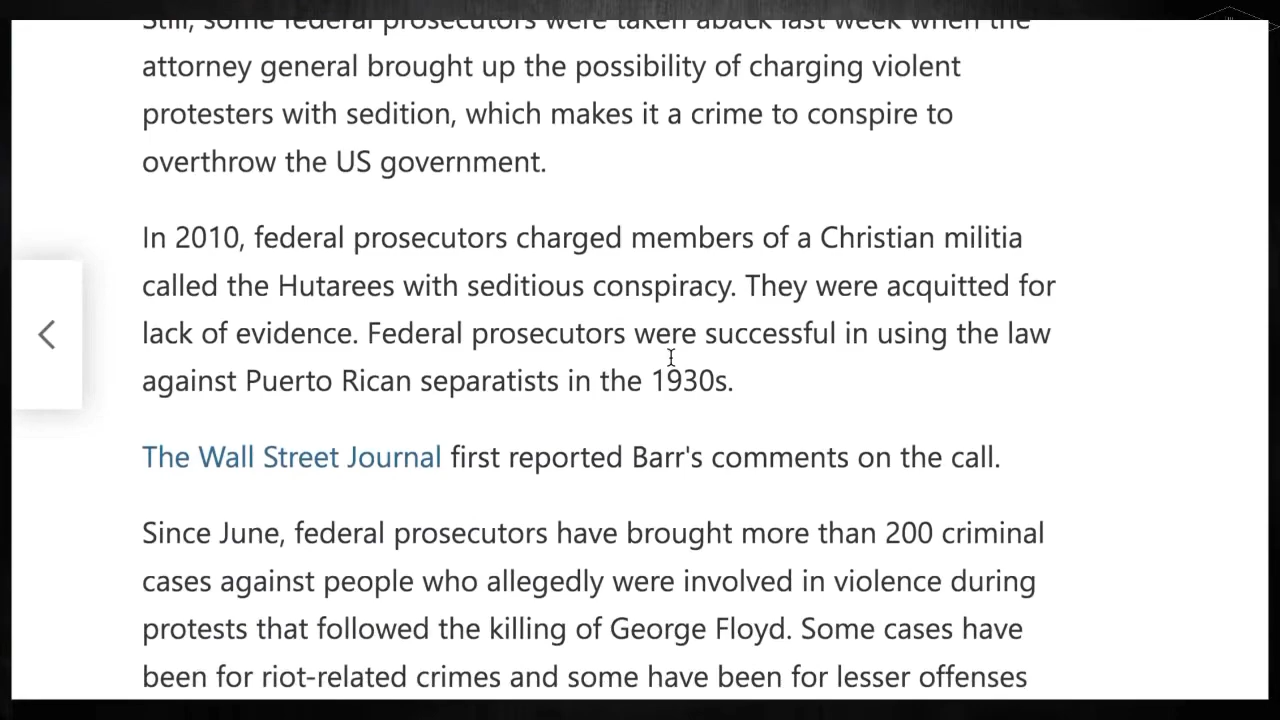 Still, some federal prosecutors were taken aback last week when the
attorney general brought up the possibility of charging violent
protesters with sedition, which makes it a crime to conspire to
overthrow the US government.
In 2010, federal prosecutors charged members of a Christian militia
called the Hutarees with seditious conspiracy. They were acquitted for
lack of evidence. Federal prosecutors were successful in using the law
against Puerto Rican separatists in the 1930s.
The Wall Street Journal first reported Barr's comments on the call.
Since June, federal prosecutors have brought more than 200 criminal
cases against people who allegedly were involved in violence during
protests that followed the killing of George Floyd. Some cases have
been for riot-related crimes and some have been for lesser offenses